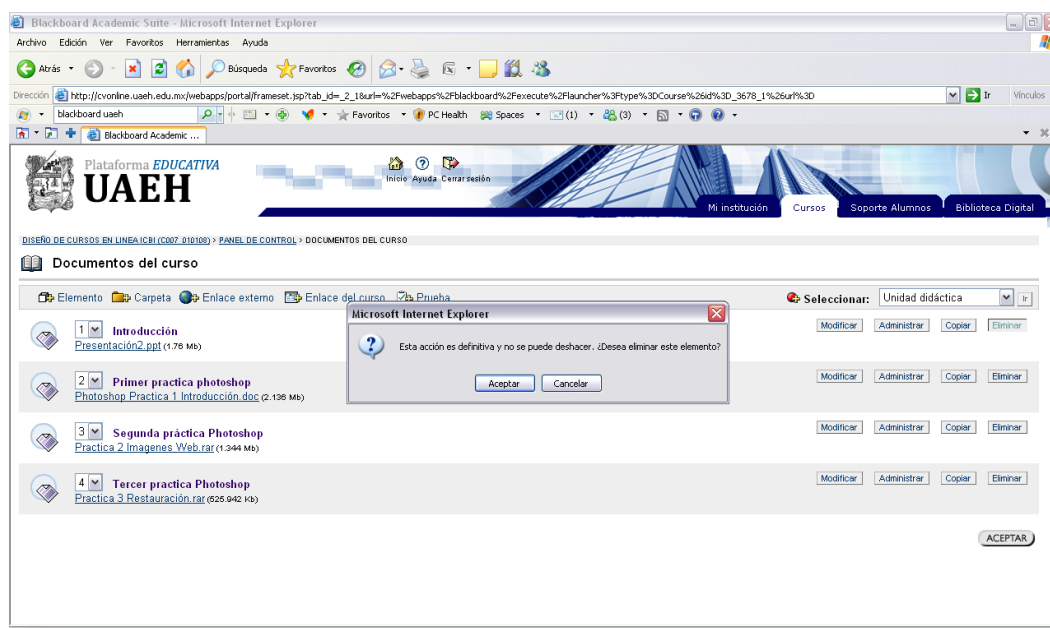 Blackboard Academic Suite - Microsoft Internet Explorer
Archivo Edición Ver Favoritos Herramientas Ayuda
Atrás Búsqueda Favoritos
Dirección http://cvonline.uaeh.edu.mx/webapps/portal/frameset.jsp?tab_id=_2_1&url=%2Fwebapps%2Fblackboard%2Fexecute%2Flauncher%3Ftype%3DCourse%26id%3D_3678_1%26url%3D Ir Vínculos
blackboard uaeh Favoritos PC Health Spaces (1) (3)
Blackboard Academic ...
Plataforma EDUCATIVA
UAEH
Inicio Ayuda Cerrar sesión
Mi institución Cursos Soporte Alumnos Biblioteca Digital
DISEÑO DE CURSOS EN LINEA ICBI (C007_010108) > PANEL DE CONTROL > DOCUMENTOS DEL CURSO
Documentos del curso
Elemento Carpeta Enlace externo Enlace del curso Prueba Seleccionar: Unidad didáctica Ir
Microsoft Internet Explorer
Esta acción es definitiva y no se puede deshacer. ¿Desea eliminar este elemento?
Aceptar Cancelar
1 Introducción Modificar Administrar Copiar Eliminar
Presentación2.ppt (1.76 Mb)
2 Primer practica photoshop Modificar Administrar Copiar Eliminar
Photoshop Practica 1 Introducción.doc (2.136 Mb)
3 Segunda práctica Photoshop Modificar Administrar Copiar Eliminar
Practica 2 Imagenes Web.rar (1.344 Mb)
4 Tercer practica Photoshop Modificar Administrar Copiar Eliminar
Practica 3 Restauración.rar (525.942 Kb)
ACEPTAR